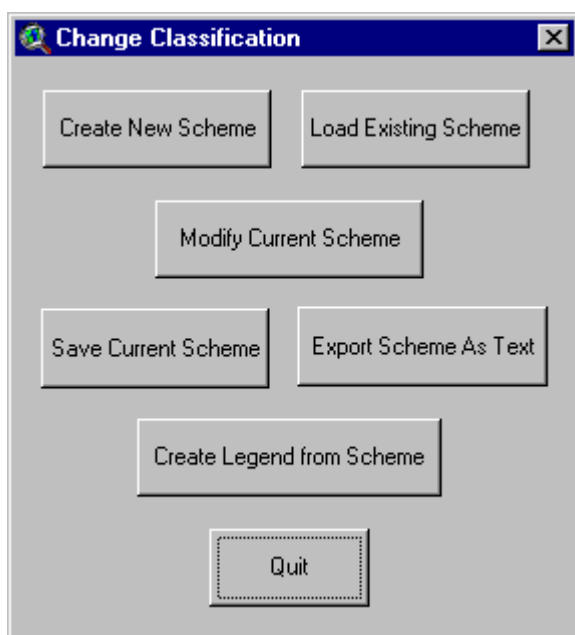 Change Classification
Create New Scheme
Load Existing Scheme
Modify Current Scheme
Save Current Scheme
Export Scheme As Text
Create Legend from Scheme
Quit